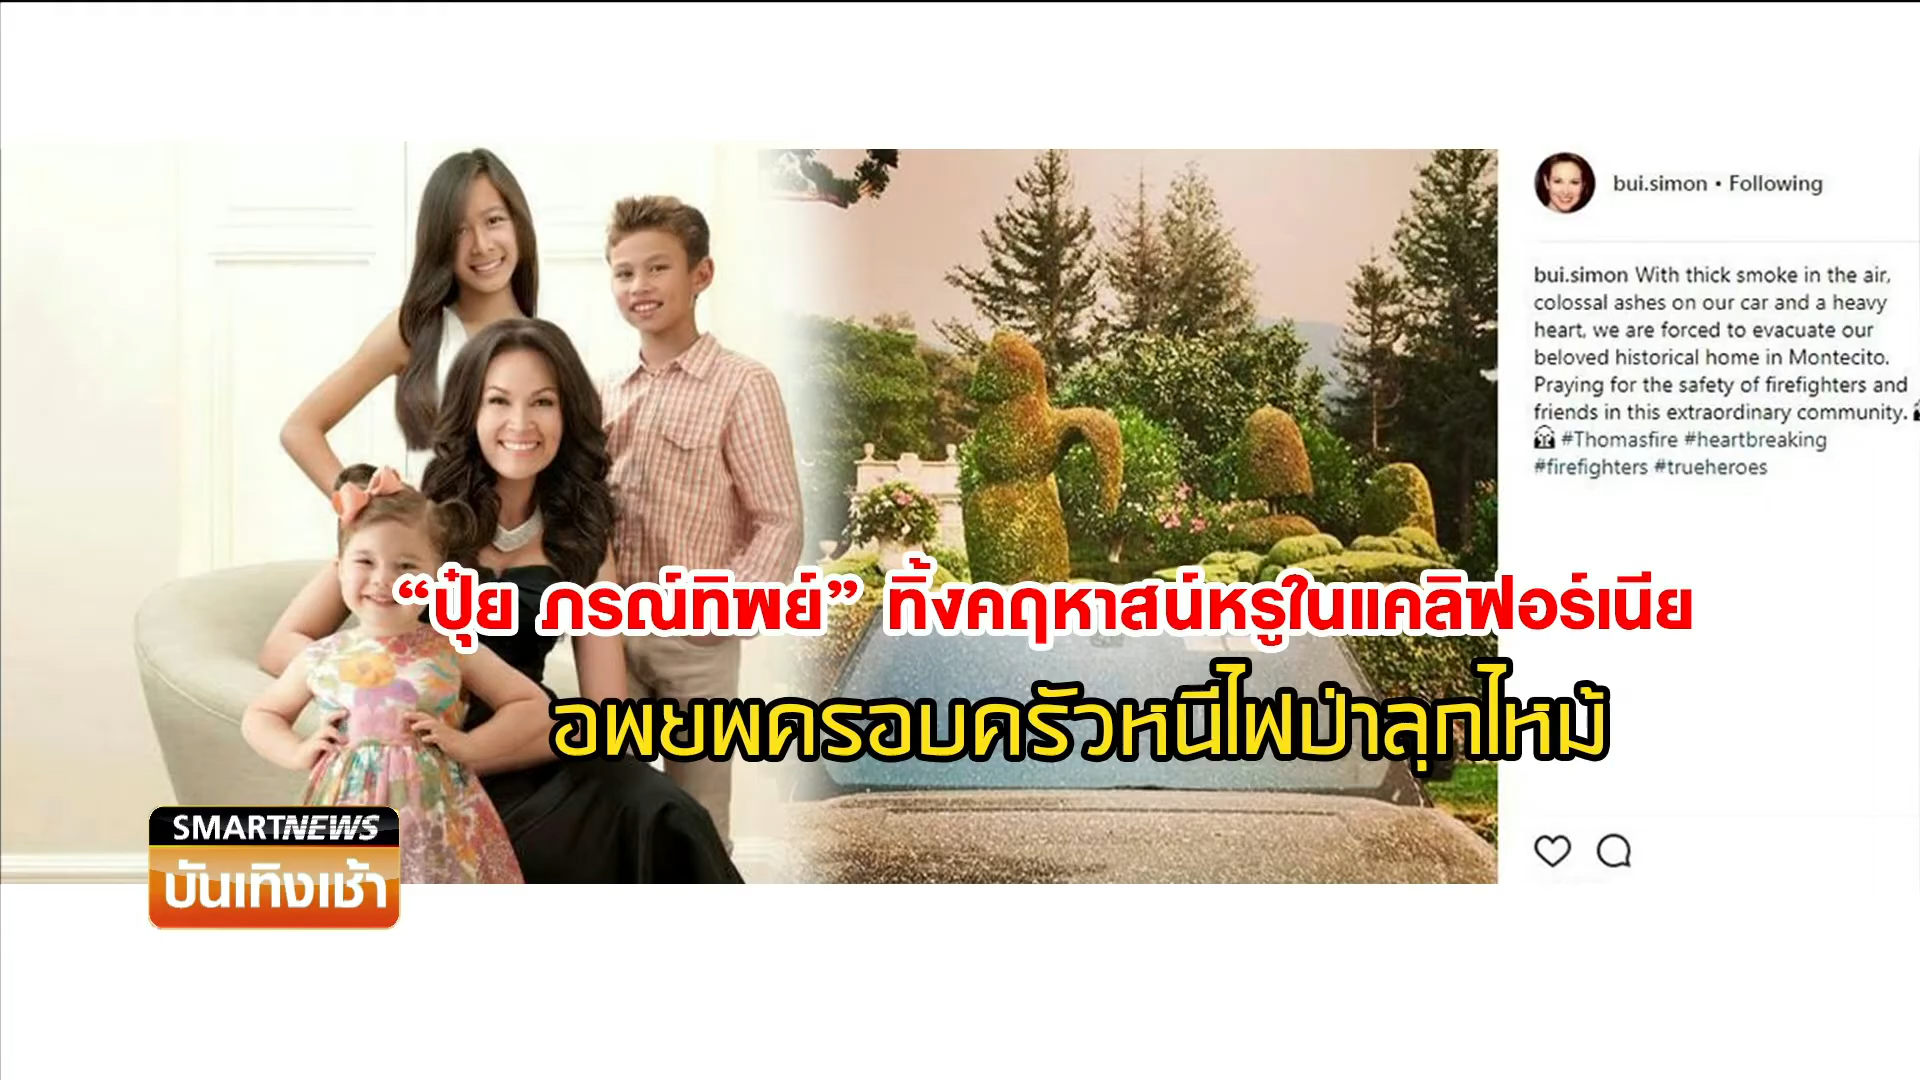 bui.simon • Following
bui.simon With thick smoke in the air,
colossal ashes on our car and a heavy
heart, we are forced to evacuate our
beloved historical home in Montecito.
Praying for the safety of firefighters and
friends in this extraordinary community.
#Thomasfire #heartbreaking
#firefighters #trueheroes
“ปุ๋ย ภรณ์ทิพย์” ทิ้งคฤหาสน์หรูในแคลิฟอร์เนีย
อพยพครอบครัวหนีไฟป่าลุกไหม้
SMARTNEWS
บันเทิงเช้า